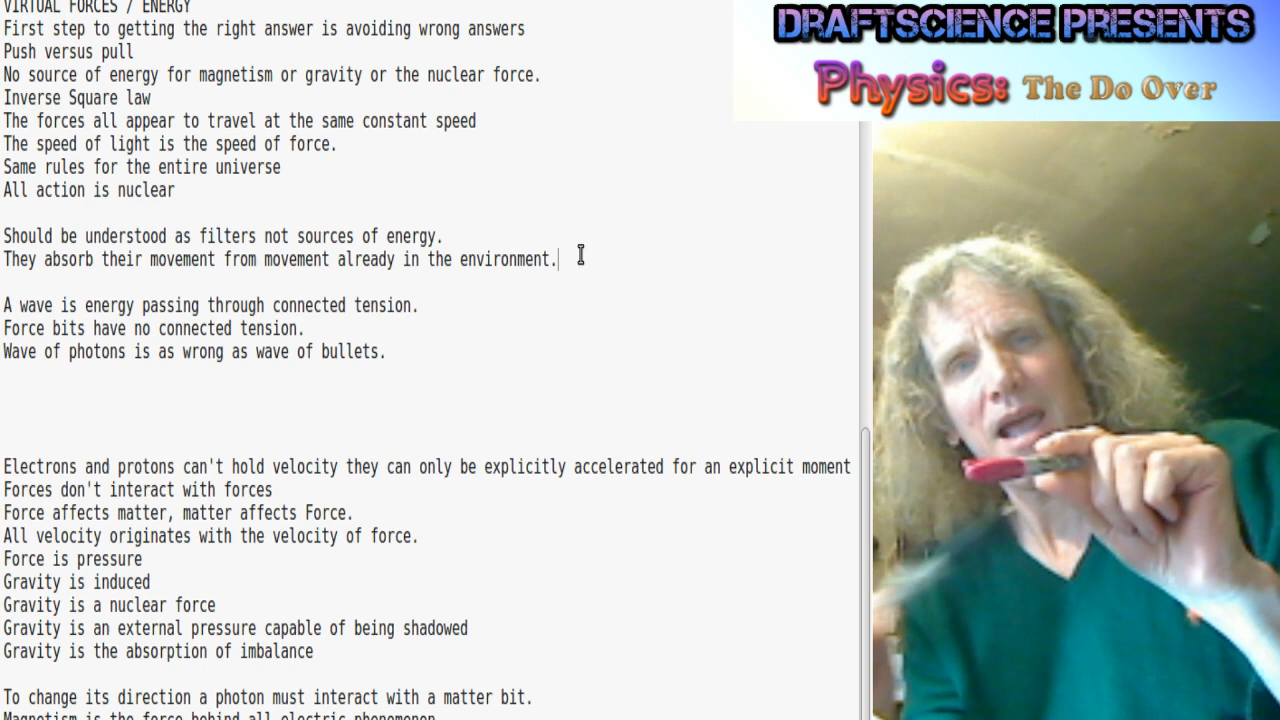 VIRTUAL FORCES / ENERGY
First step to getting the right answer is avoiding wrong answers
Push versus pull
No source of energy for magnetism or gravity or the nuclear force.
Inverse Square law
The forces all appear to travel at the same constant speed
The speed of light is the speed of force.
Same rules for the entire universe
All action is nuclear
Should be understood as filters not sources of energy.
They absorb their movement from movement already in the environment.
A wave is energy passing through connected tension.
Force bits have no connected tension.
Wave of photons is as wrong as wave of bullets.
Electrons and protons can't hold velocity they can only be explicitly accelerated for an explicit moment
Forces don't interact with forces
Force affects matter, matter affects Force.
All velocity originates with the velocity of force.
Force is pressure
Gravity is induced
Gravity is a nuclear force
Gravity is an external pressure capable of being shadowed
Gravity is the absorption of imbalance
To change its direction a photon must interact with a matter bit.
Magnetism is the force behind all electric phenomenon
DRAFTSCIENCE PRESENTS
Physics: The Do Over